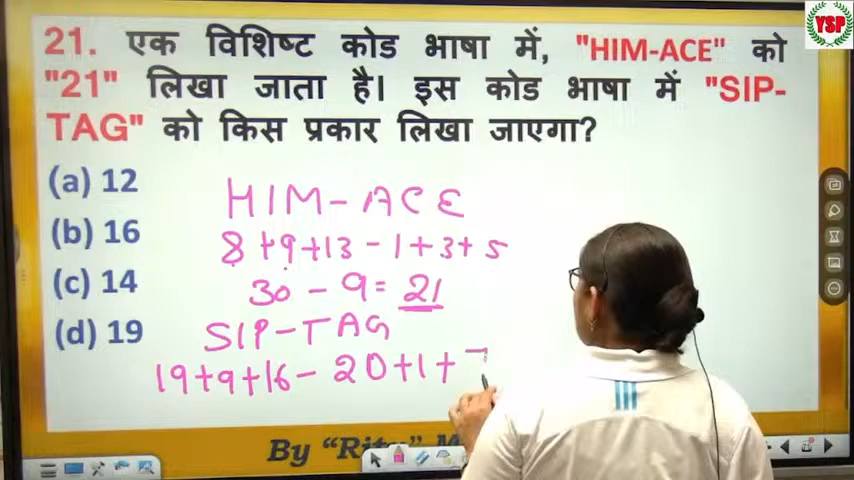 YSP
21. एक विशिष्ट कोड भाषा में, "HIM-ACE" को
"21" लिखा जाता है। इस कोड भाषा में "SIP-
TAG" को किस प्रकार लिखा जाएगा?
(a) 12
(b) 16
(c) 14
(d) 19
HIM-ACE
8+9+13-1+3+5
30-9=21
SIP-TAG
19+9+16-20+1+7
By